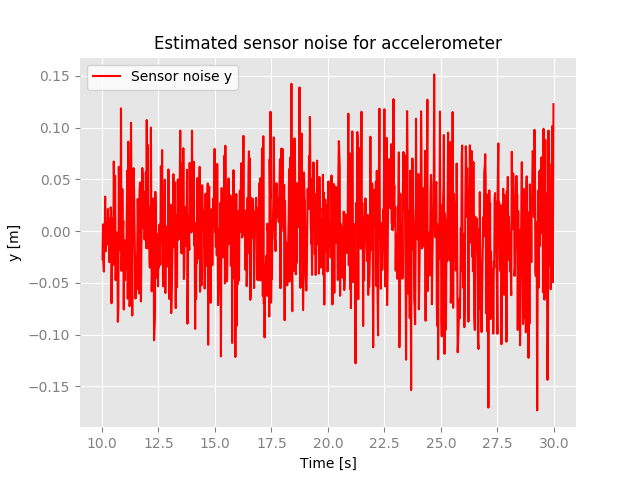 Estimated sensor noise for accelerometer
Sensor noise y
0.15
0.10
0.05
0.00
−0.05
−0.10
−0.15
y [m]
10.0 12.5 15.0 17.5 20.0 22.5 25.0 27.5 30.0
Time [s]